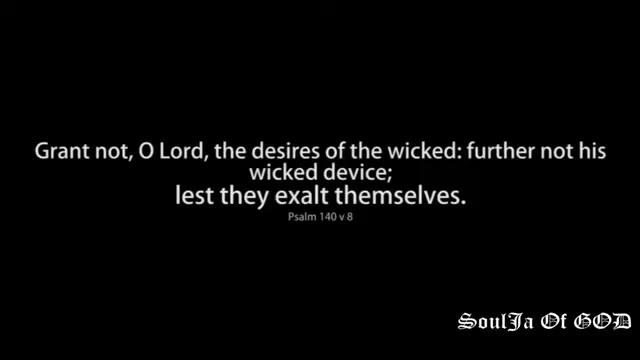 Grant not, O Lord, the desires of the wicked: further not his
wicked device;
lest they exalt themselves.
Psalm 140 v 8
SoulJa Of GOD